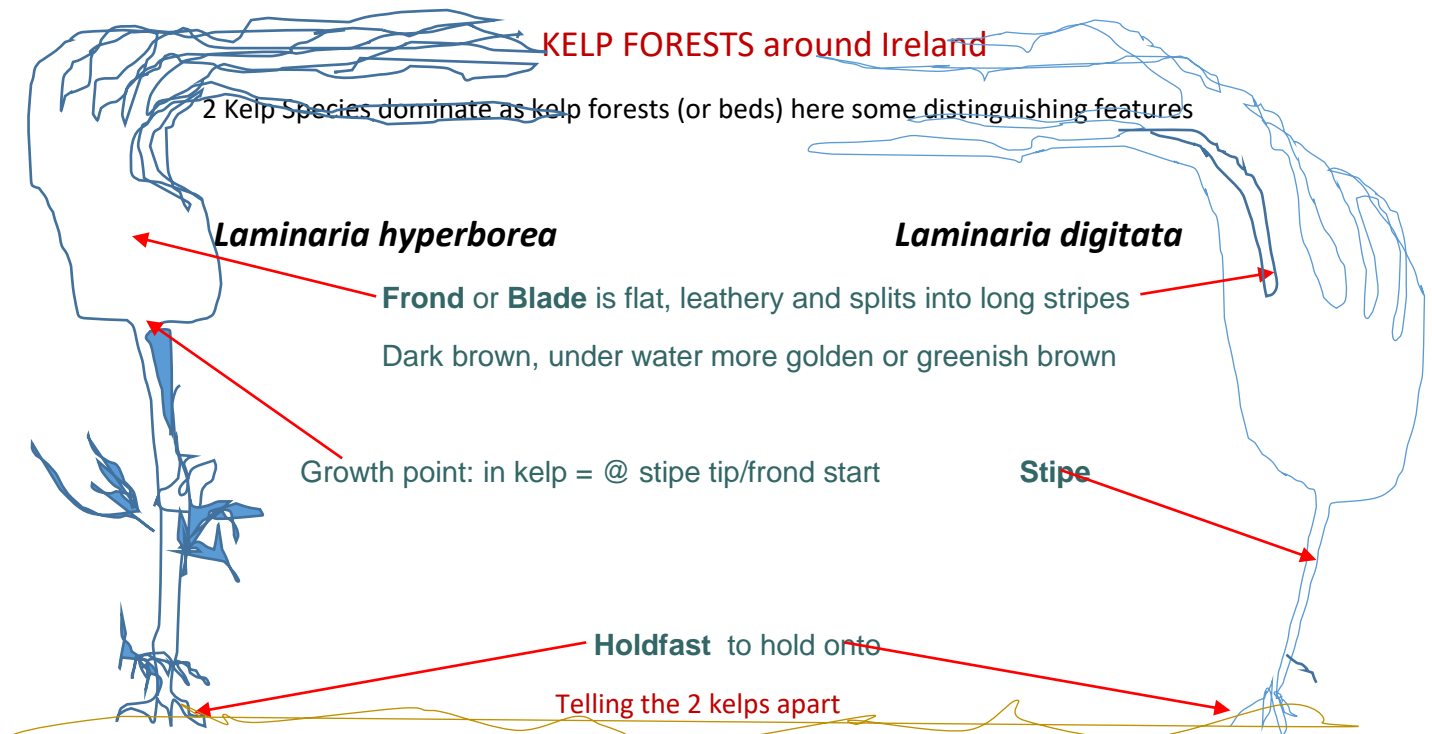 KELP FORESTS around Ireland
2 Kelp Species dominate as kelp forests (or beds) here some distinguishing features
Laminaria hyperborea
Laminaria digitata
Frond or Blade is flat, leathery and splits into long stripes
Dark brown, under water more golden or greenish brown
Growth point: in kelp = @ stipe tip/frond start
Stipe
Holdfast to hold onto
Telling the 2 kelps apart